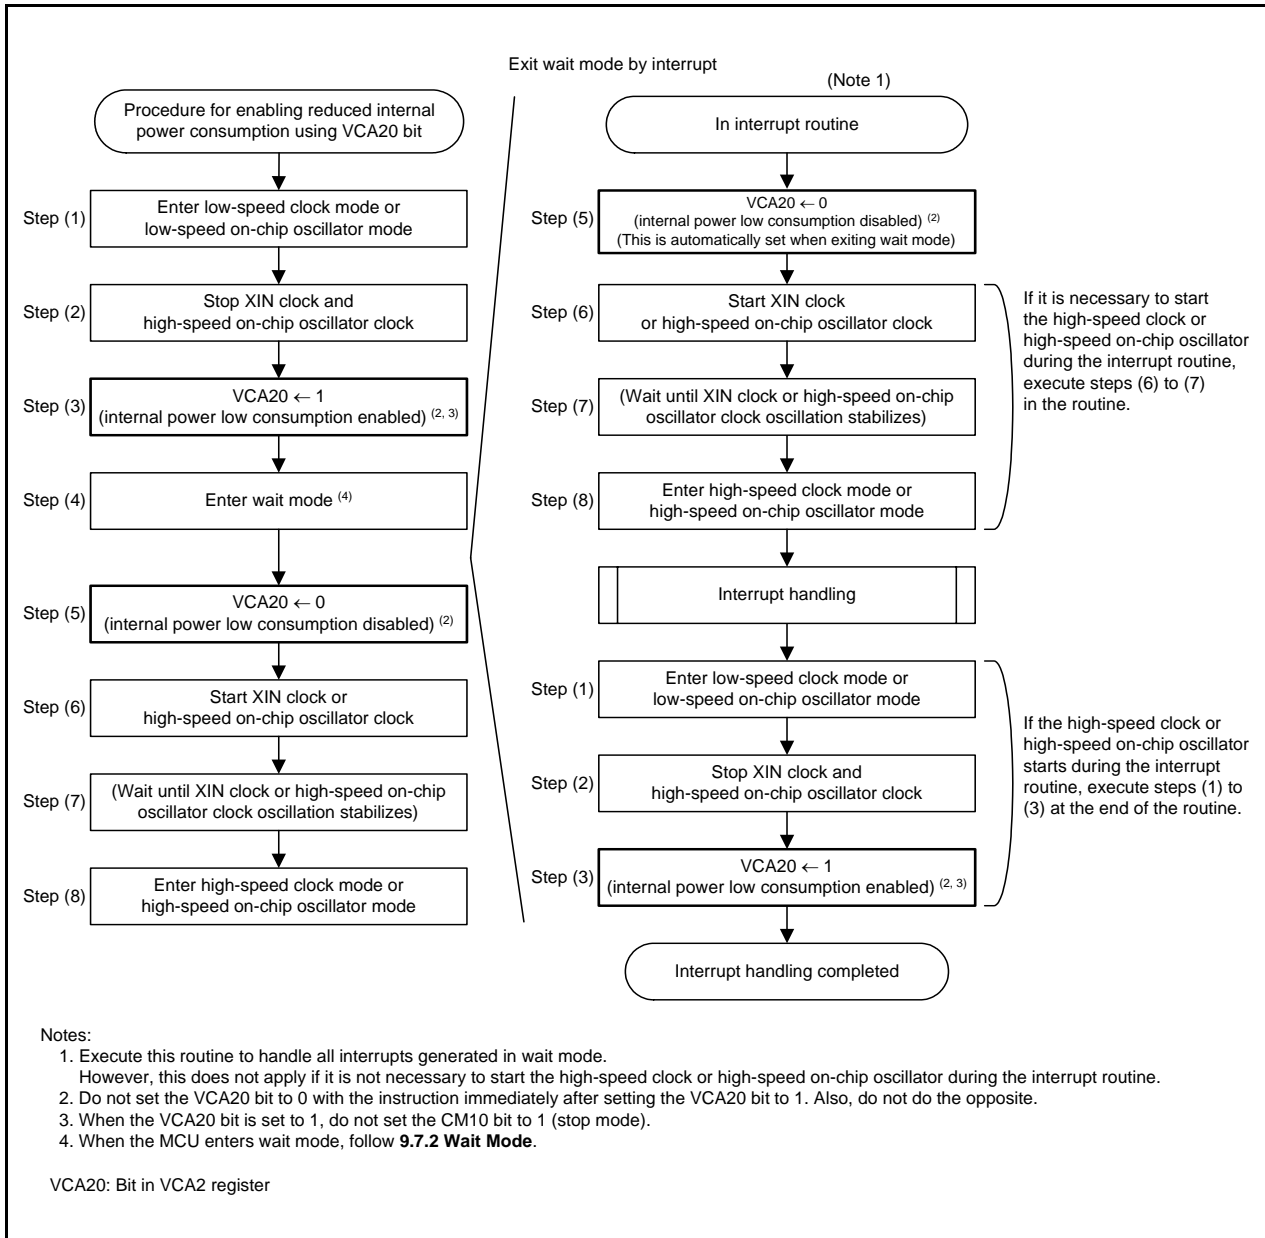 Exit wait mode by interrupt
(Note 1)
Procedure for enabling reduced internal
power consumption using VCA20 bit
Step (1)
Enter low-speed clock mode or
low-speed on-chip oscillator mode
Step (2)
Stop XIN clock and
high-speed on-chip oscillator clock
Step (3)
VCA20 ← 1
(internal power low consumption enabled) (2, 3)
Step (4)
Enter wait mode (4)
Step (5)
VCA20 ← 0
(internal power low consumption disabled) (2)
Step (6)
Start XIN clock or
high-speed on-chip oscillator clock
Step (7)
(Wait until XIN clock or high-speed on-chip
oscillator clock oscillation stabilizes)
Step (8)
Enter high-speed clock mode or
high-speed on-chip oscillator mode
In interrupt routine
Step (5)
VCA20 ← 0
(internal power low consumption disabled) (2)
(This is automatically set when exiting wait mode)
Step (6)
Start XIN clock
or high-speed on-chip oscillator clock
Step (7)
(Wait until XIN clock or high-speed on-chip
oscillator clock oscillation stabilizes)
Step (8)
Enter high-speed clock mode or
high-speed on-chip oscillator mode
If it is necessary to start
the high-speed clock or
high-speed on-chip oscillator
during the interrupt routine,
execute steps (6) to (7)
in the routine.
Interrupt handling
Step (1)
Enter low-speed clock mode or
low-speed on-chip oscillator mode
Step (2)
Stop XIN clock and
high-speed on-chip oscillator clock
Step (3)
VCA20 ← 1
(internal power low consumption enabled) (2, 3)
If the high-speed clock or
high-speed on-chip oscillator
starts during the interrupt
routine, execute steps (1) to
(3) at the end of the routine.
Interrupt handling completed
Notes:
1. Execute this routine to handle all interrupts generated in wait mode.
However, this does not apply if it is not necessary to start the high-speed clock or high-speed on-chip oscillator during the interrupt routine.
2. Do not set the VCA20 bit to 0 with the instruction immediately after setting the VCA20 bit to 1. Also, do not do the opposite.
3. When the VCA20 bit is set to 1, do not set the CM10 bit to 1 (stop mode).
4. When the MCU enters wait mode, follow 9.7.2 Wait Mode.
VCA20: Bit in VCA2 register